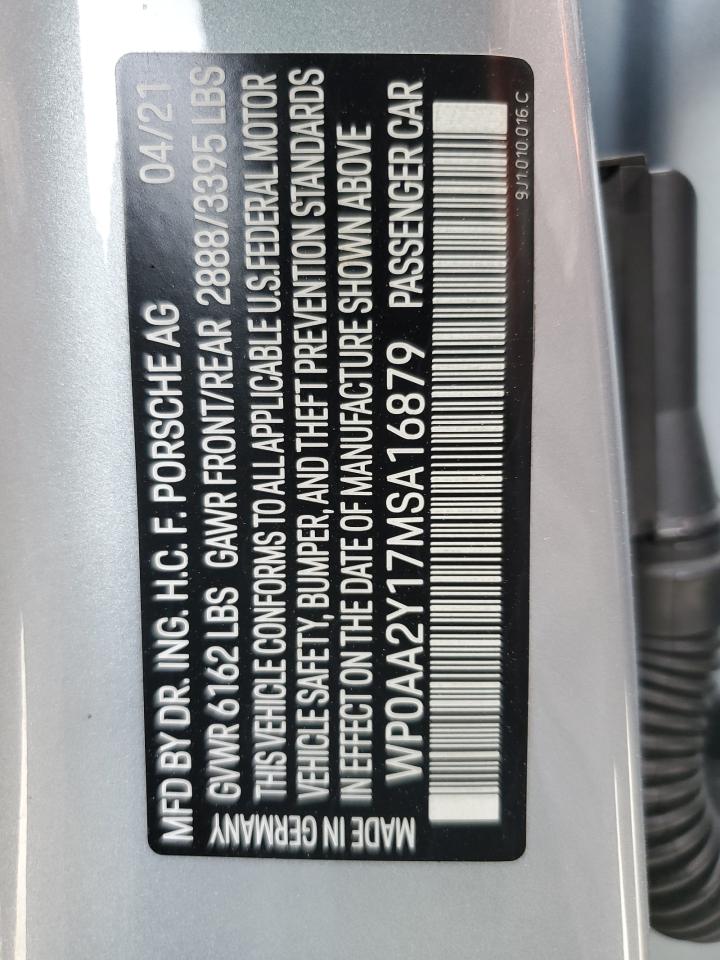 MFD BY DR. ING. H.C. F. PORSCHE AG 04/21
GVWR 6162 LBS GAWR FRONT/REAR 2888/3395 LBS
THIS VEHICLE CONFORMS TO ALL APPLICABLE U.S. FEDERAL MOTOR
VEHICLE SAFETY, BUMPER, AND THEFT PREVENTION STANDARDS
IN EFFECT ON THE DATE OF MANUFACTURE SHOWN ABOVE
WP0AA2Y17MSA16879 PASSENGER CAR
MADE IN GERMANY
9J1.010.016.C